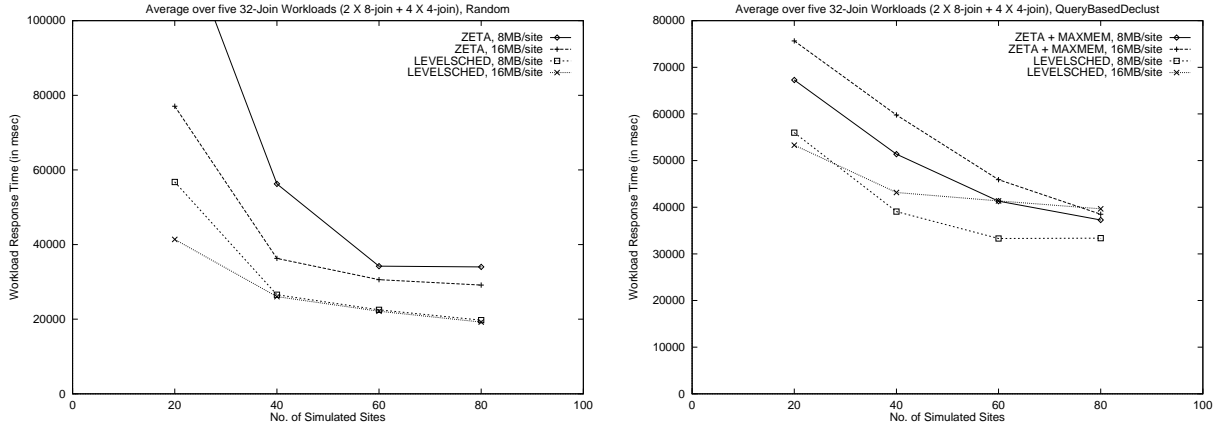 Average over five 32-Join Workloads (2 X 8-join + 4 X 4-join), Random
100000
80000
60000
40000
20000
0
Workload Response Time (in msec)
ZETA, 8MB/site
ZETA, 16MB/site
LEVELSCHED, 8MB/site
LEVELSCHED, 16MB/site
0 20 40 60 80 100
No. of Simulated Sites
Average over five 32-Join Workloads (2 X 8-join + 4 X 4-join), QueryBasedDeclust
80000
70000
60000
50000
40000
30000
20000
10000
0
Workload Response Time (in msec)
ZETA + MAXMEM, 8MB/site
ZETA + MAXMEM, 16MB/site
LEVELSCHED, 8MB/site
LEVELSCHED, 16MB/site
0 20 40 60 80 100
No. of Simulated Sites